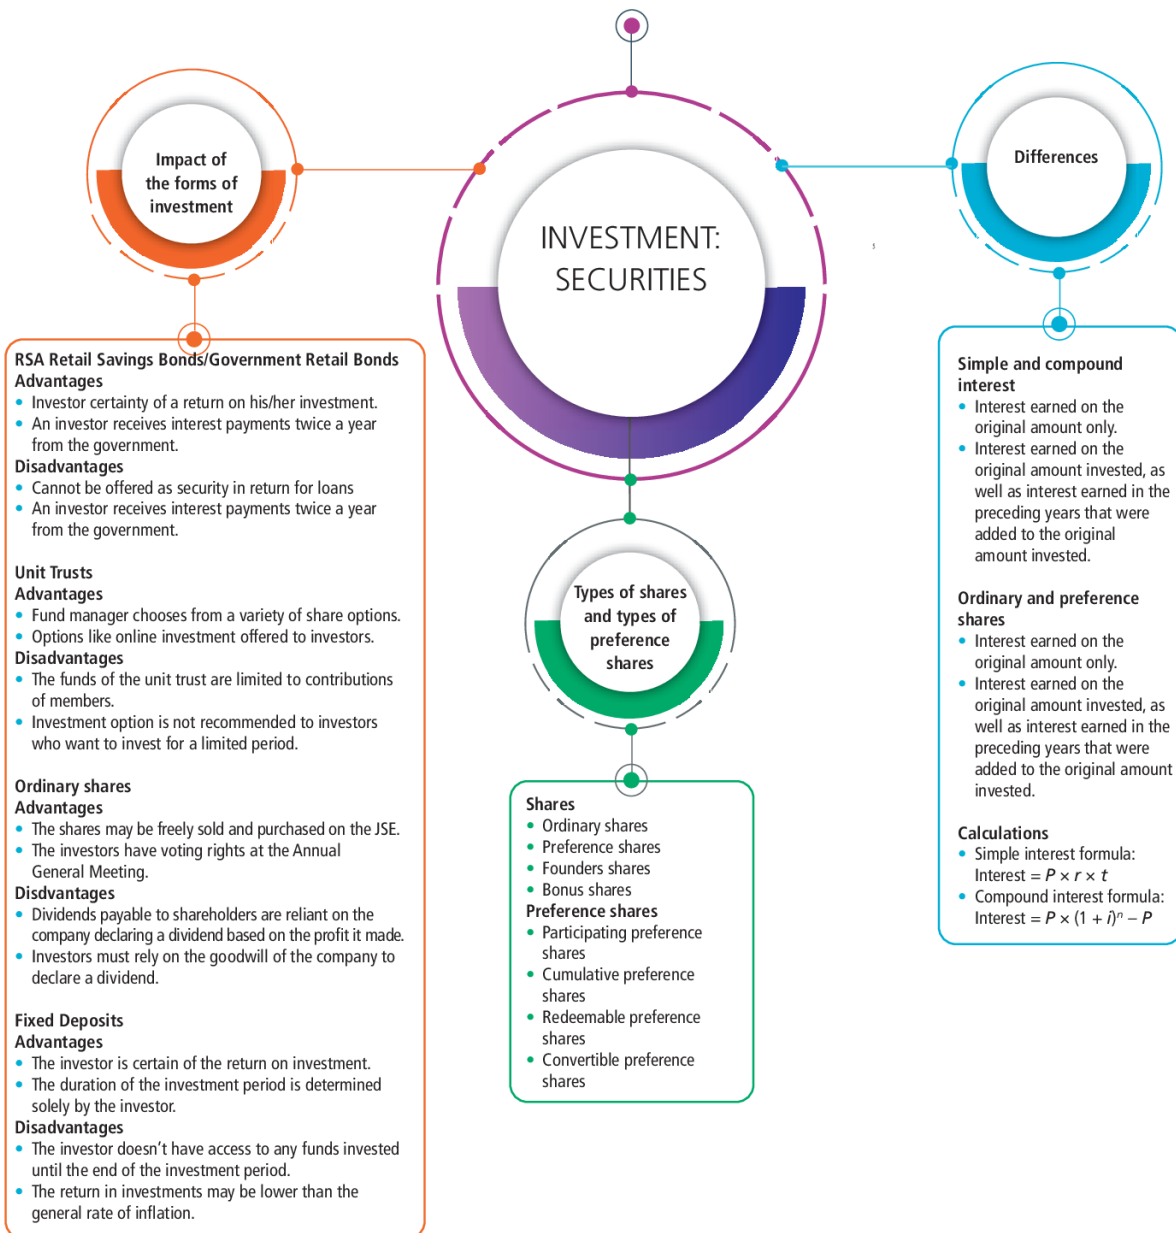 INVESTMENT:
SECURITIES
Impact of
the forms of
investment
RSA Retail Savings Bonds/Government Retail Bonds
Advantages
• Investor certainty of a return on his/her investment.
• An investor receives interest payments twice a year
from the government.
Disadvantages
• Cannot be offered as security in return for loans
• An investor receives interest payments twice a year
from the government.
Unit Trusts
Advantages
• Fund manager chooses from a variety of share options.
• Options like online investment offered to investors.
Disadvantages
• The funds of the unit trust are limited to contributions
of members.
• Investment option is not recommended to investors
who want to invest for a limited period.
Ordinary shares
Advantages
• The shares may be freely sold and purchased on the JSE.
• The investors have voting rights at the Annual
General Meeting.
Disdvantages
• Dividends payable to shareholders are reliant on the
company declaring a dividend based on the profit it made.
• Investors must rely on the goodwill of the company to
declare a dividend.
Fixed Deposits
Advantages
• The investor is certain of the return on investment.
• The duration of the investment period is determined
solely by the investor.
Disadvantages
• The investor doesn't have access to any funds invested
until the end of the investment period.
• The return in investments may be lower than the
general rate of inflation.
Types of shares
and types of
preference
shares
Shares
• Ordinary shares
• Preference shares
• Founders shares
• Bonus shares
Preference shares
• Participating preference
shares
• Cumulative preference
shares
• Redeemable preference
shares
• Convertible preference
shares
Differences
s
Simple and compound
interest
• Interest earned on the
original amount only.
• Interest earned on the
original amount invested, as
well as interest earned in the
preceding years that were
added to the original
amount invested.
Ordinary and preference
shares
• Interest earned on the
original amount only.
• Interest earned on the
original amount invested, as
well as interest earned in the
preceding years that were
added to the original amount
invested.
Calculations
• Simple interest formula:
Interest = P × r × t
• Compound interest formula:
Interest = P × (1 + i)ⁿ – P